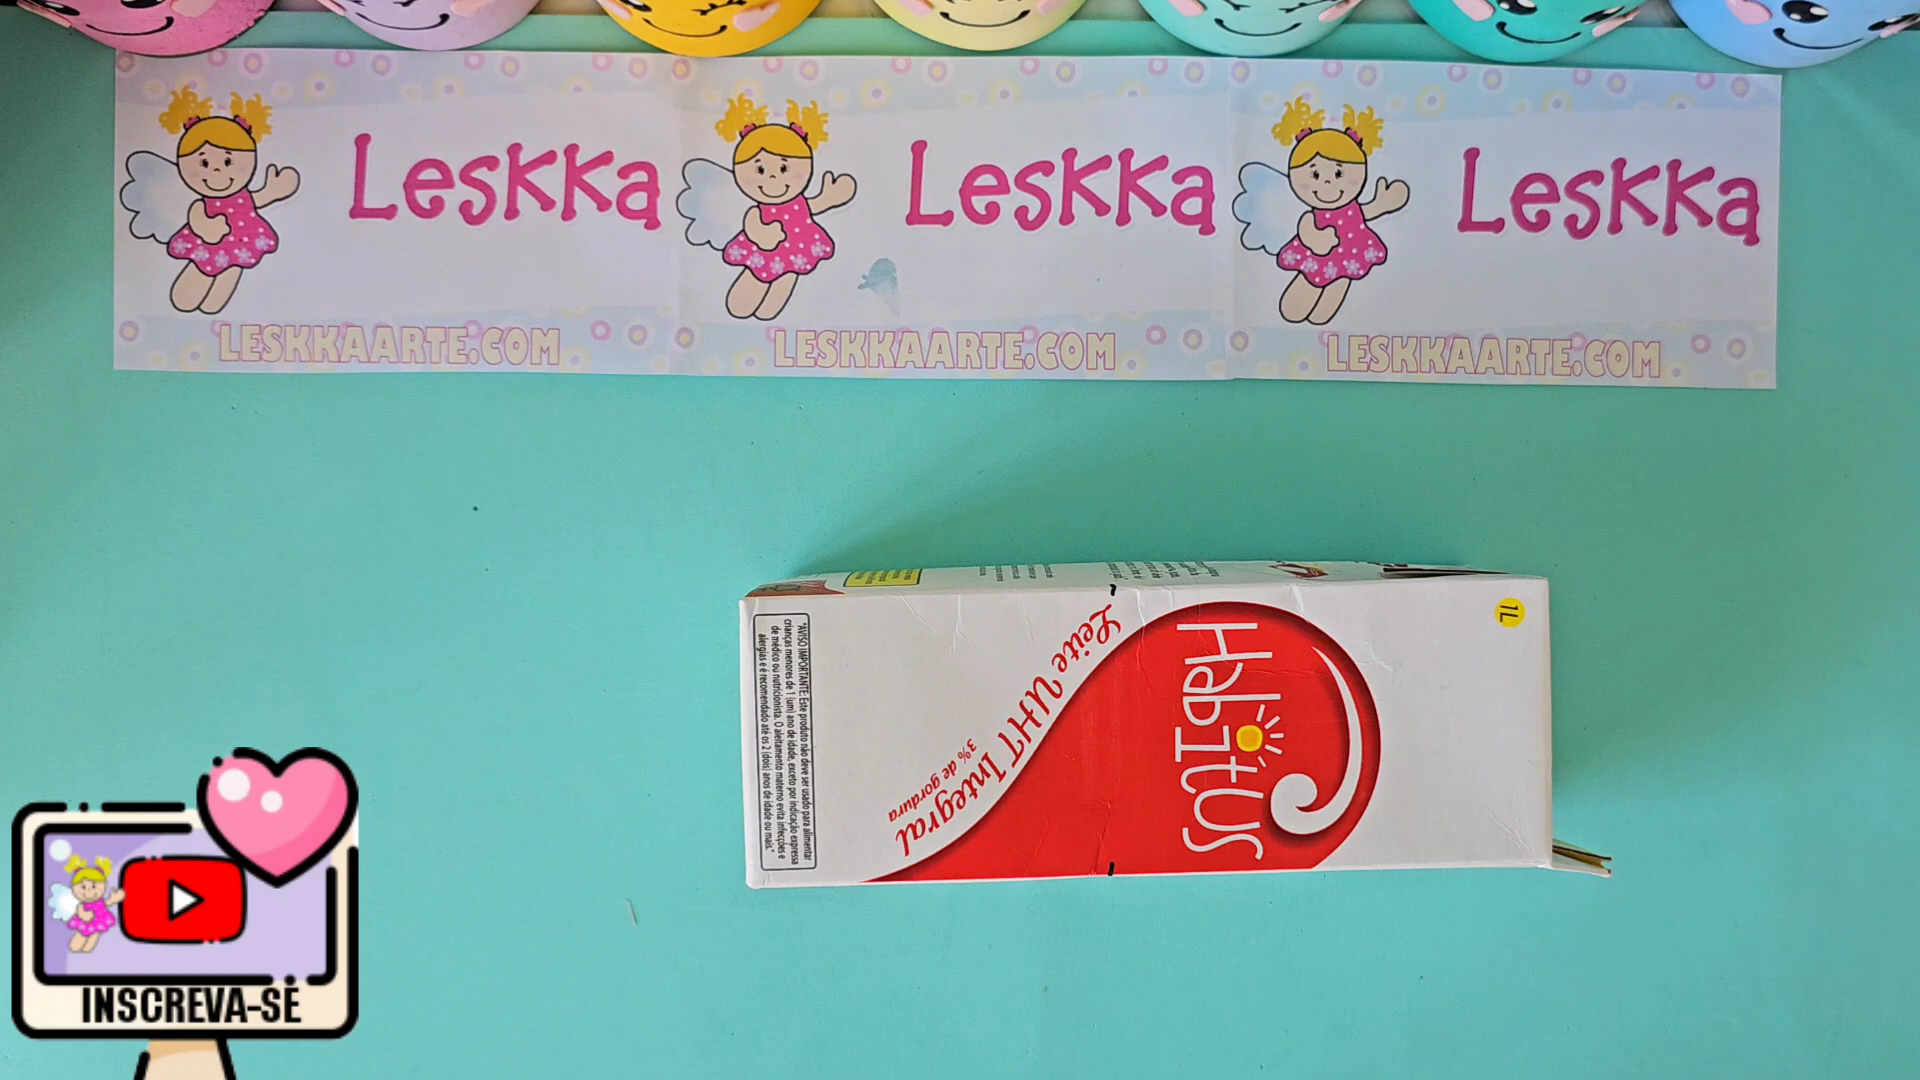 Leskka
Leskka
Leskka
LESKKAARTE.COM
LESKKAARTE.COM
LESKKAARTE.COM
1L
Habitus
Leite UHT Integral
3% de gordura
"AVISO IMPORTANTE: Este produto não deve ser usado para alimentar
crianças menores de 1 (um) ano de idade, exceto por indicação expressa
de médico ou nutricionista. O aleitamento materno evita infecções e
alergias e é recomendado até os 2 (dois) anos de idade ou mais."
INSCREVA-SE